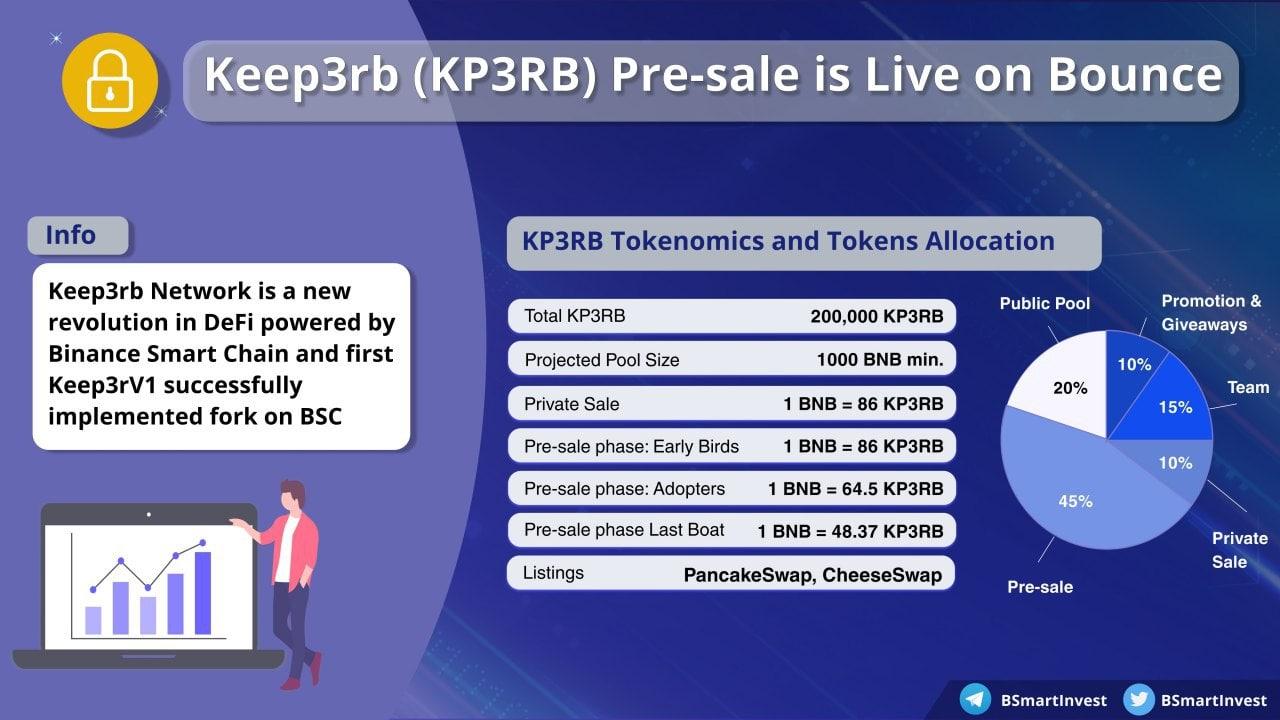 Keep3rb (KP3RB) Pre-sale is Live on Bounce
Info
Keep3rb Network is a new
revolution in DeFi powered by
Binance Smart Chain and first
Keep3rV1 successfully
implemented fork on BSC
KP3RB Tokenomics and Tokens Allocation
Total KP3RB 200,000 KP3RB
Projected Pool Size 1000 BNB min.
Private Sale 1 BNB = 86 KP3RB
Pre-sale phase: Early Birds 1 BNB = 86 KP3RB
Pre-sale phase: Adopters 1 BNB = 64.5 KP3RB
Pre-sale phase Last Boat 1 BNB = 48.37 KP3RB
Listings PancakeSwap, CheeseSwap
Public Pool
Promotion &
Giveaways
10%
20%
Team
15%
10%
45%
Private
Sale
Pre-sale
BSmartInvest
BSmartInvest